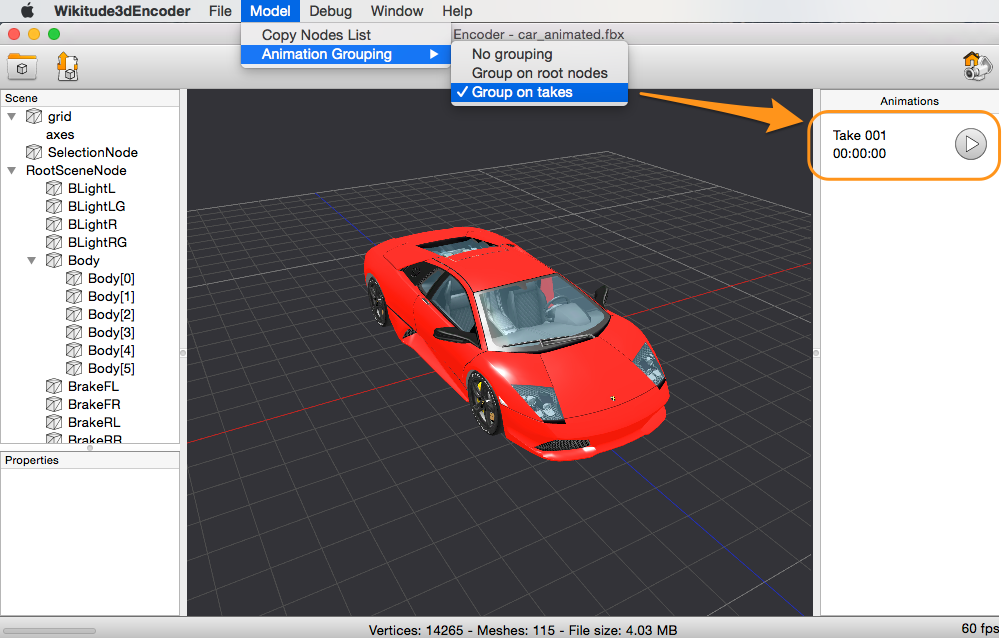 Wikitude3dEncoder File Model Debug Window Help
Copy Nodes List
Animation Grouping
Encoder - car_animated.fbx
No grouping
Group on root nodes
Group on takes
Scene
grid
axes
SelectionNode
RootSceneNode
BLightL
BLightLG
BLightR
BLightRG
Body
Body[0]
Body[1]
Body[2]
Body[3]
Body[4]
Body[5]
BrakeFL
BrakeFR
BrakeRL
BrakeRR
Properties
Animations
Take 001
00:00:00
Vertices: 14265 - Meshes: 115 - File size: 4.03 MB
60 fps